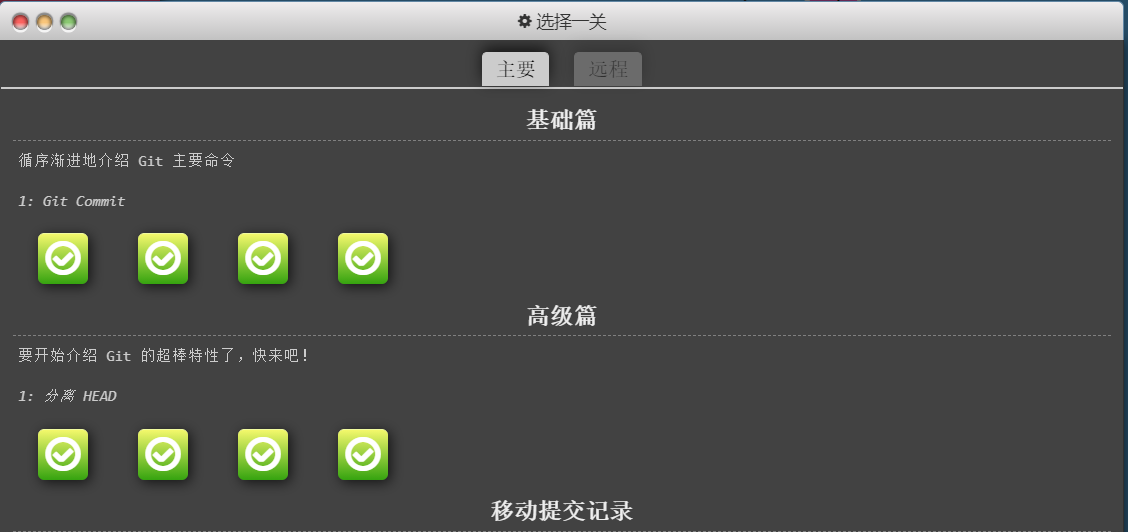 选择一关
主要
远程
基础篇
循序渐进地介绍 Git 主要命令
1: Git Commit
高级篇
要开始介绍 Git 的超棒特性了，快来吧！
1: 分离 HEAD
移动提交记录